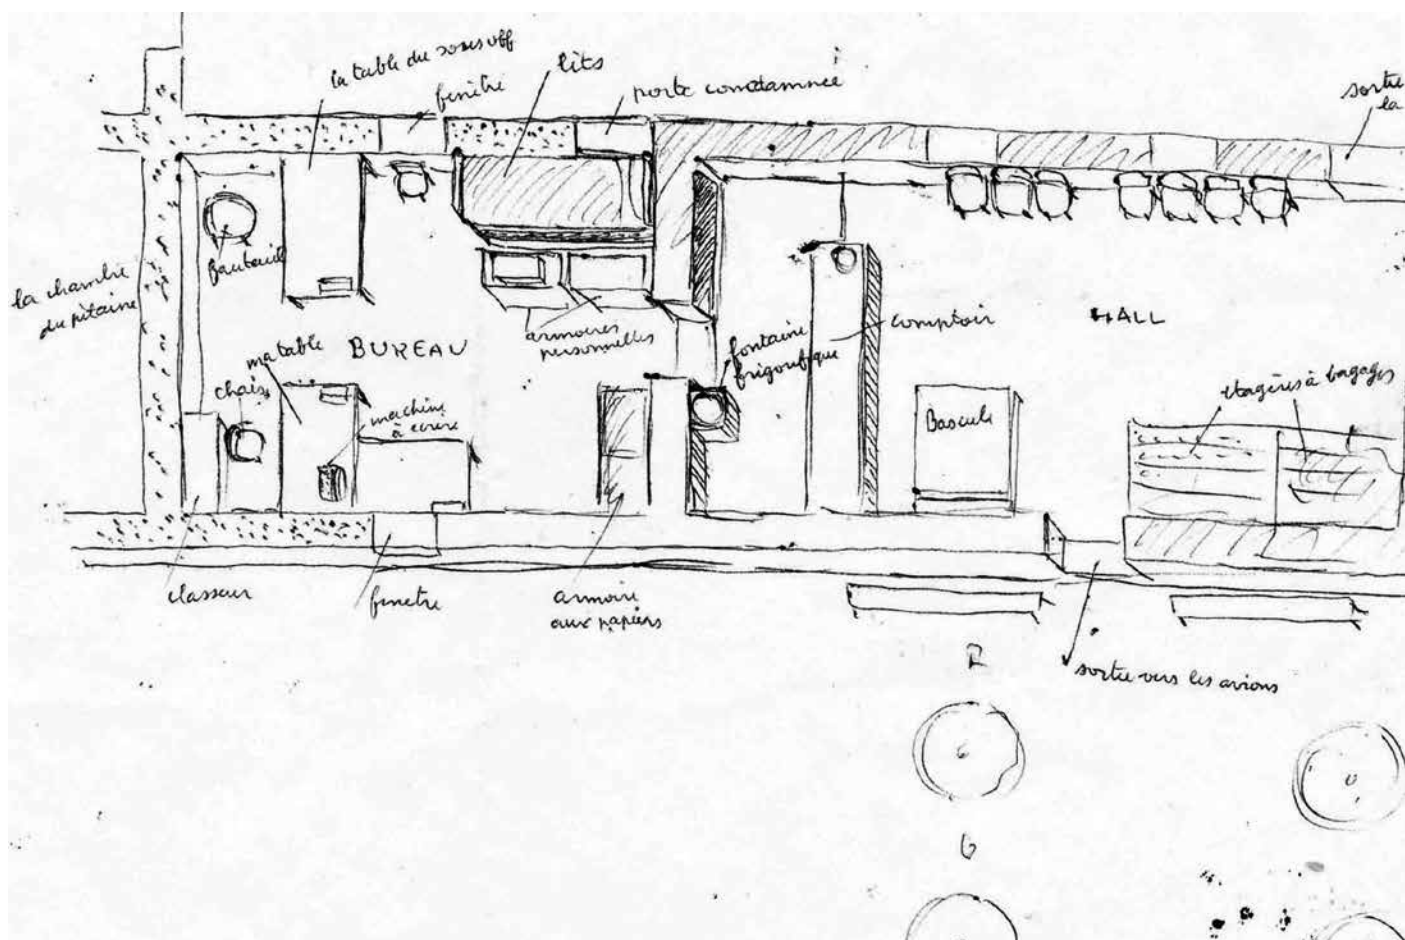 la table du sous off
lits
fenêtre
porte condamnée
sortie
la
fauteuil
la chambre
du pitaine
armoires
personnelles
BUREAU
ma table
chaise
machine
à écrire
fontaine
frigorifique
comptoir
HALL
Bascule
étagères à bagages
classeur
fenetre
armoire
aux papiers
sortie vers les avions